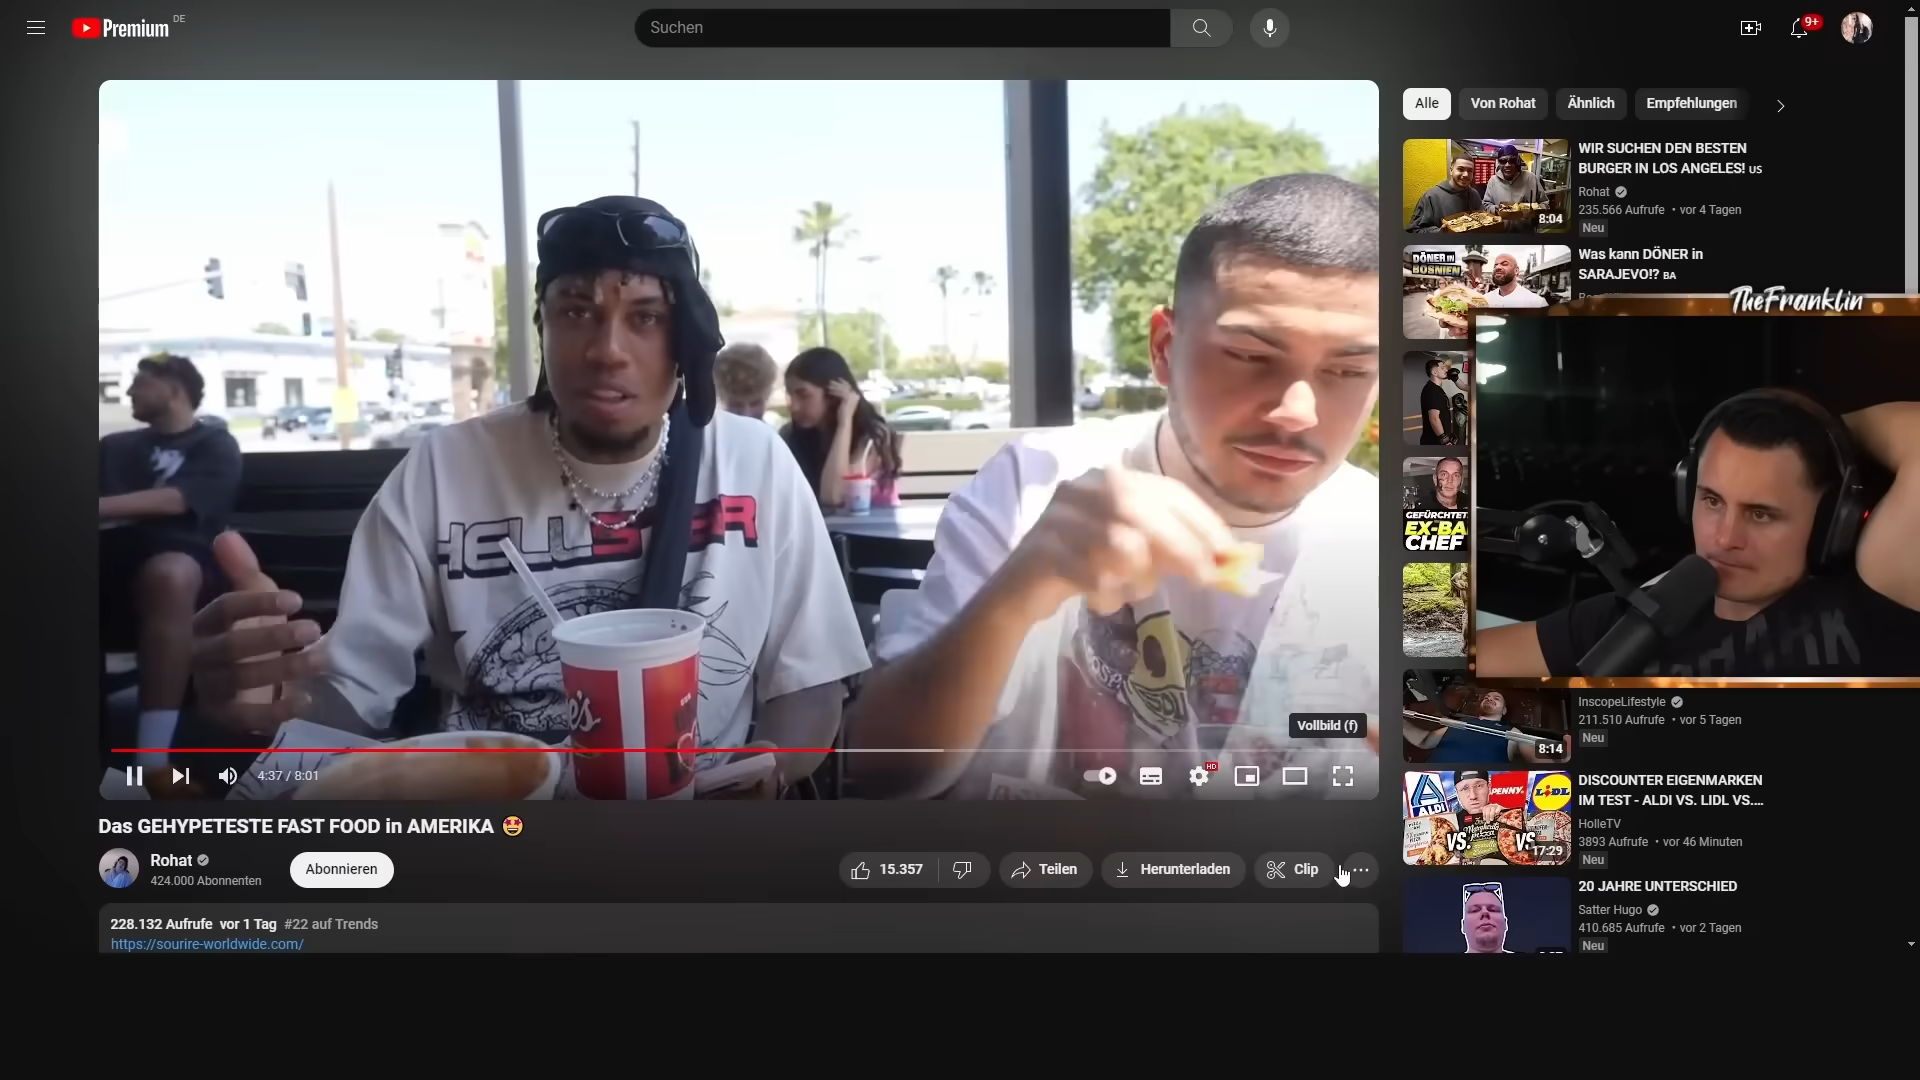 Premium DE
Suchen
9+
Alle
Von Rohat
Ähnlich
Empfehlungen
WIR SUCHEN DEN BESTEN
BURGER IN LOS ANGELES! US
Rohat
235.566 Aufrufe • vor 4 Tagen
Neu
8:04
DÖNER IN
BOSNIEN
Was kann DÖNER in
SARAJEVO!? BA
TheFranklin
HELLSTER
GEFÜRCHTET
EX-BA
CHEF
Vollbild (f)
4:37 / 8:01
HD
InscopeLifestyle
211.510 Aufrufe • vor 5 Tagen
Neu
8:14
ALDI
PENNY.
LIDL
VS.
VS
17:29
DISCOUNTER EIGENMARKEN
IM TEST - ALDI VS. LIDL VS....
HolleTV
3893 Aufrufe • vor 46 Minuten
Neu
20 JAHRE UNTERSCHIED
Satter Hugo
410.685 Aufrufe • vor 2 Tagen
Neu
Das GEHYPETESTE FAST FOOD in AMERIKA 🤩
Rohat
424.000 Abonnenten
Abonnieren
15.357
Teilen
Herunterladen
Clip
228.132 Aufrufe vor 1 Tag #22 auf Trends
https://sourire-worldwide.com/